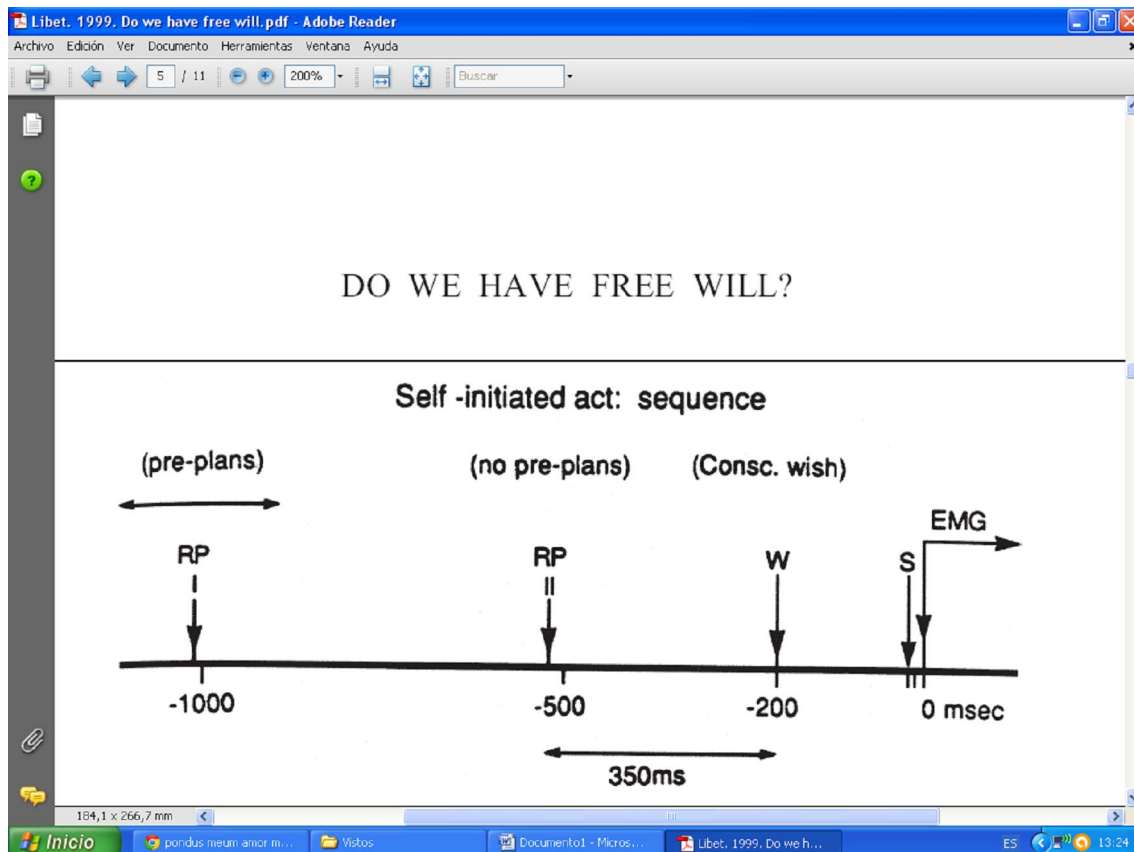 Libet. 1999. Do we have free will.pdf - Adobe Reader
Archivo Edición Ver Documento Herramientas Ventana Ayuda
5 / 11 200% Buscar
DO WE HAVE FREE WILL?
Self -initiated act: sequence
(pre-plans) (no pre-plans) (Consc. wish)
EMG
RP RP W S
I II
-1000 -500 -200 0 msec
350ms
184,1 x 266,7 mm
Inicio pondus meum amor m... Vistos Documento1 - Micros... Libet. 1999. Do we h... ES 13:24